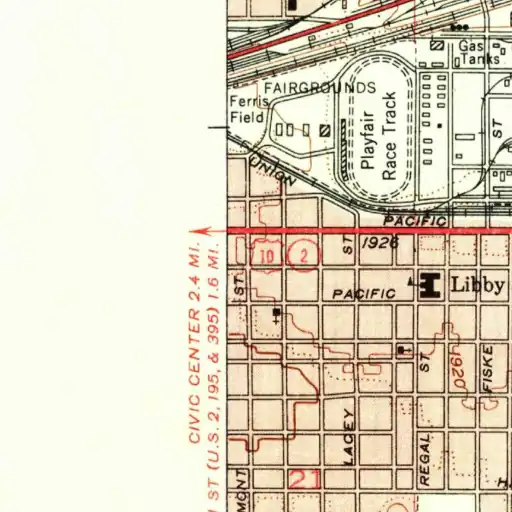 Gas
Tanks
FAIRGROUNDS
Ferris
Field
Playfair
Race Track
ST
UNION
PACIFIC
1926
ST
10
2
ST
PACIFIC
Libby
CIVIC CENTER 2.4 MI.
ST (U.S. 2, 195, & 395) 1.6 MI.
ST
1920
FISKE
LACEY
REGAL
21
MONT